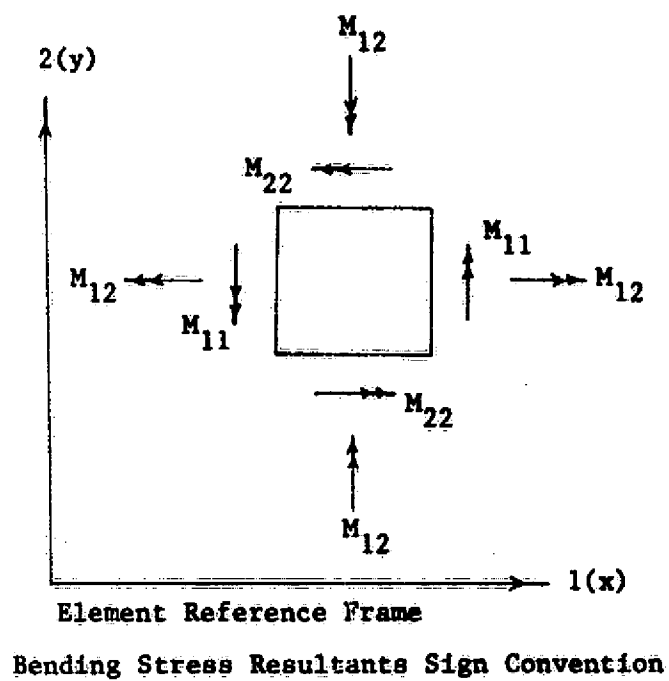 M12
2(y)
M22
M11
M12
M12
M11
M22
M12
1(x)
Element Reference Frame
Bending Stress Resultants Sign Convention